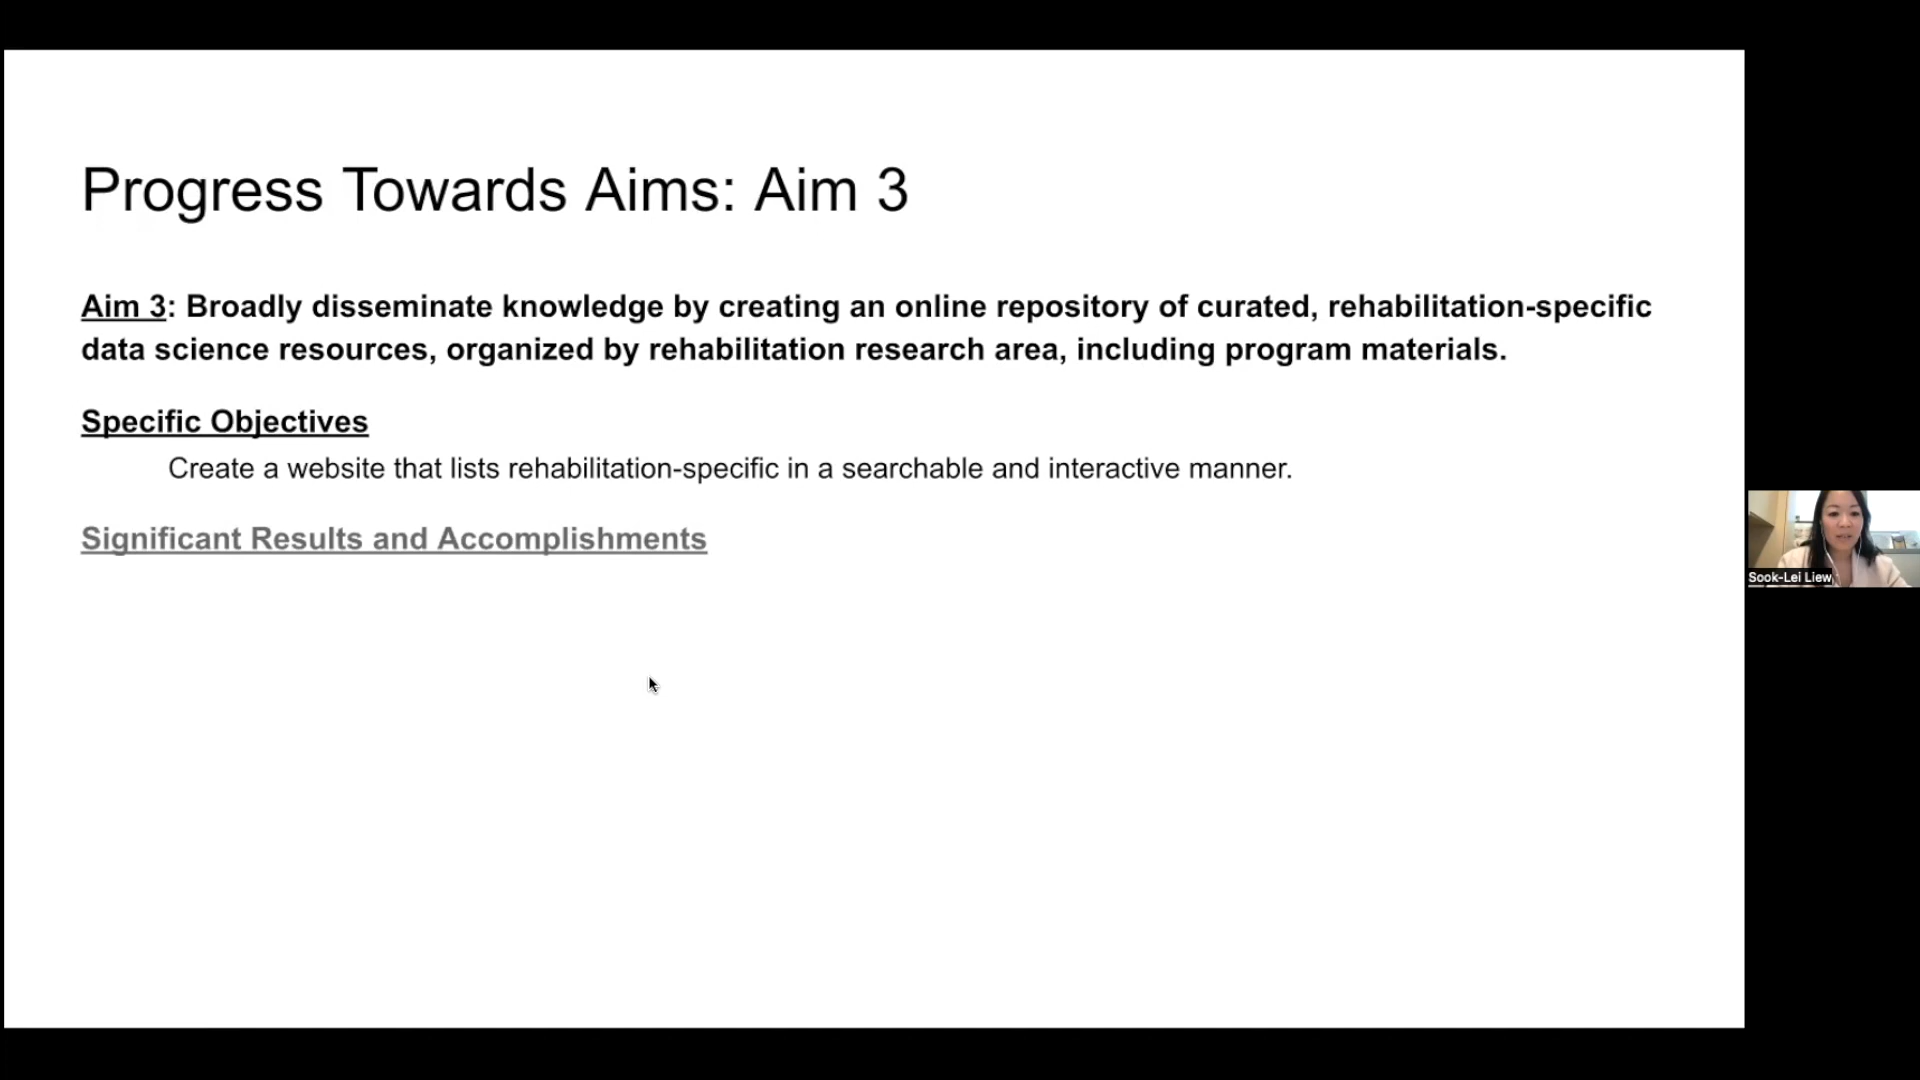 Progress Towards Aims: Aim 3
Aim 3: Broadly disseminate knowledge by creating an online repository of curated, rehabilitation-specific
data science resources, organized by rehabilitation research area, including program materials.
Specific Objectives
Create a website that lists rehabilitation-specific in a searchable and interactive manner.
Significant Results and Accomplishments
Sook-Lei Liew